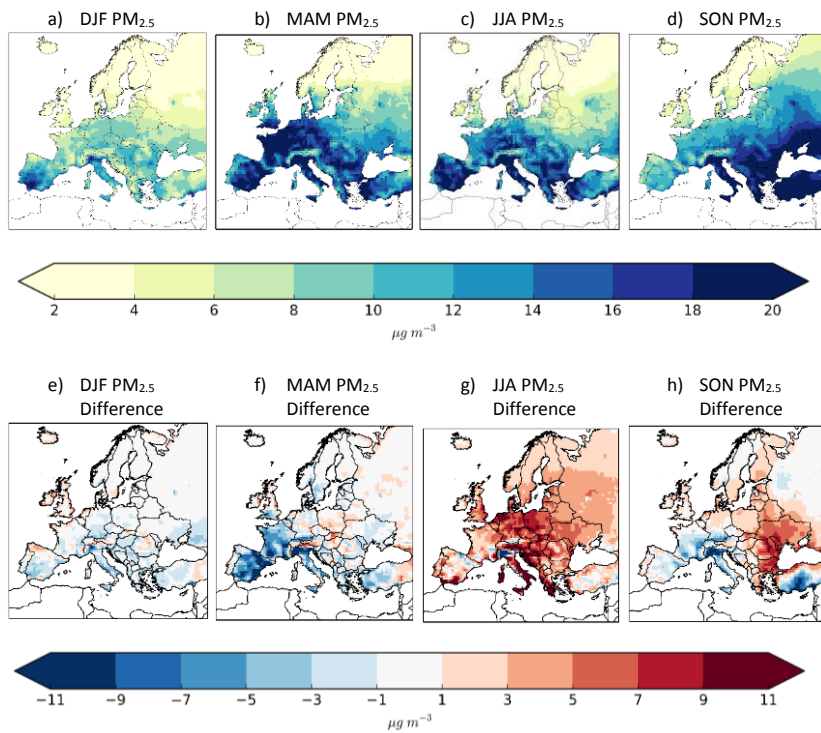 a) DJF PM2.5 b) MAM PM2.5 c) JJA PM2.5 d) SON PM2.5
2 4 6 8 10 12 14 16 18 20
μg m−3
e) DJF PM2.5 f) MAM PM2.5 g) JJA PM2.5 h) SON PM2.5
Difference Difference Difference Difference
−11 −9 −7 −5 −3 −1 1 3 5 7 9 11
μg m−3